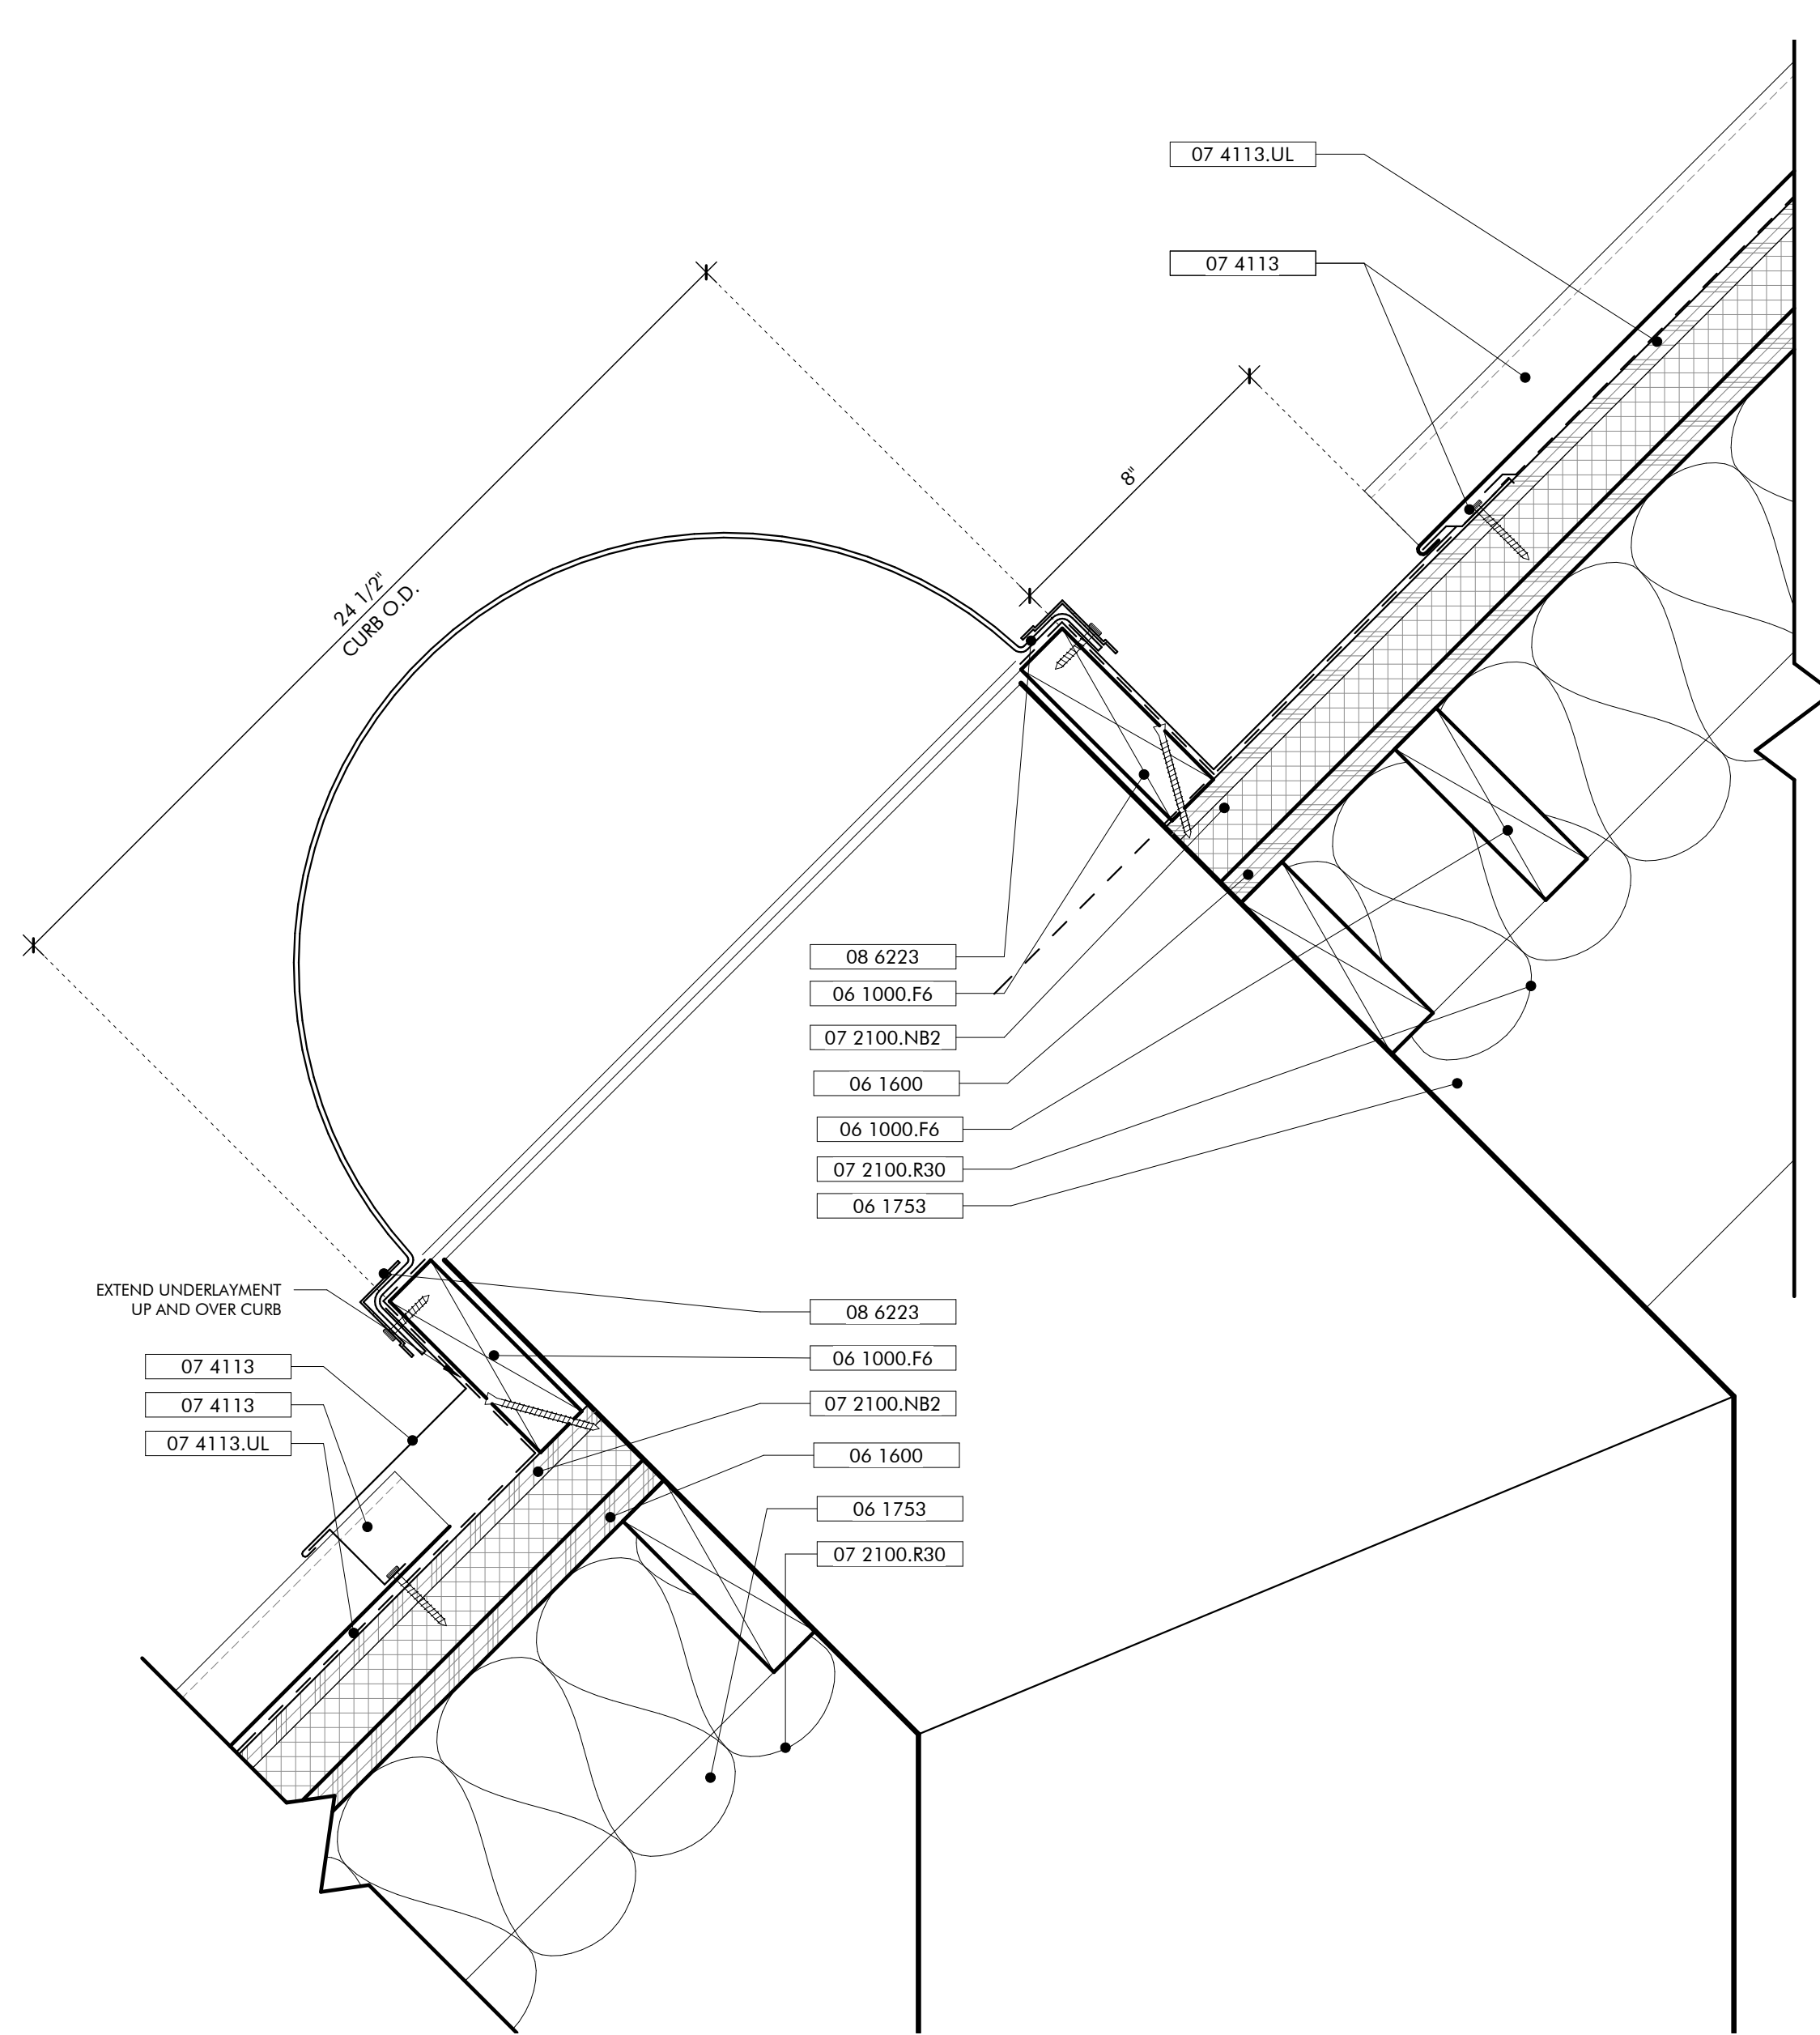 07 4113.UL
07 4113
8"
24 1/2"
CURB O.D.
08 6223
06 1000.F6
07 2100.NB2
06 1600
06 1000.F6
07 2100.R30
06 1753
EXTEND UNDERLAYMENT
UP AND OVER CURB
07 4113
07 4113
07 4113.UL
08 6223
06 1000.F6
07 2100.NB2
06 1600
06 1753
07 2100.R30